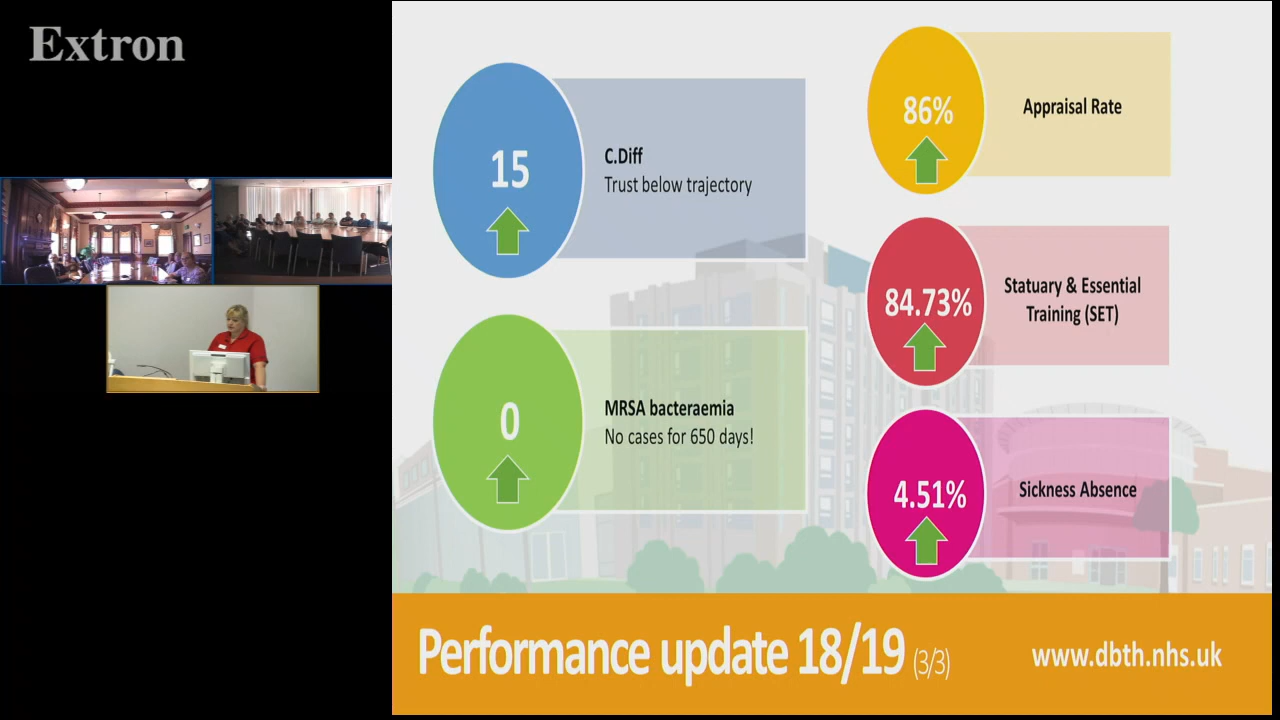 Extron
15
C.Diff
Trust below trajectory
0
MRSA bacteraemia
No cases for 650 days!
86%
Appraisal Rate
84.73%
Statuary & Essential
Training (SET)
4.51%
Sickness Absence
Performance update 18/19 (3/3)
www.dbth.nhs.uk